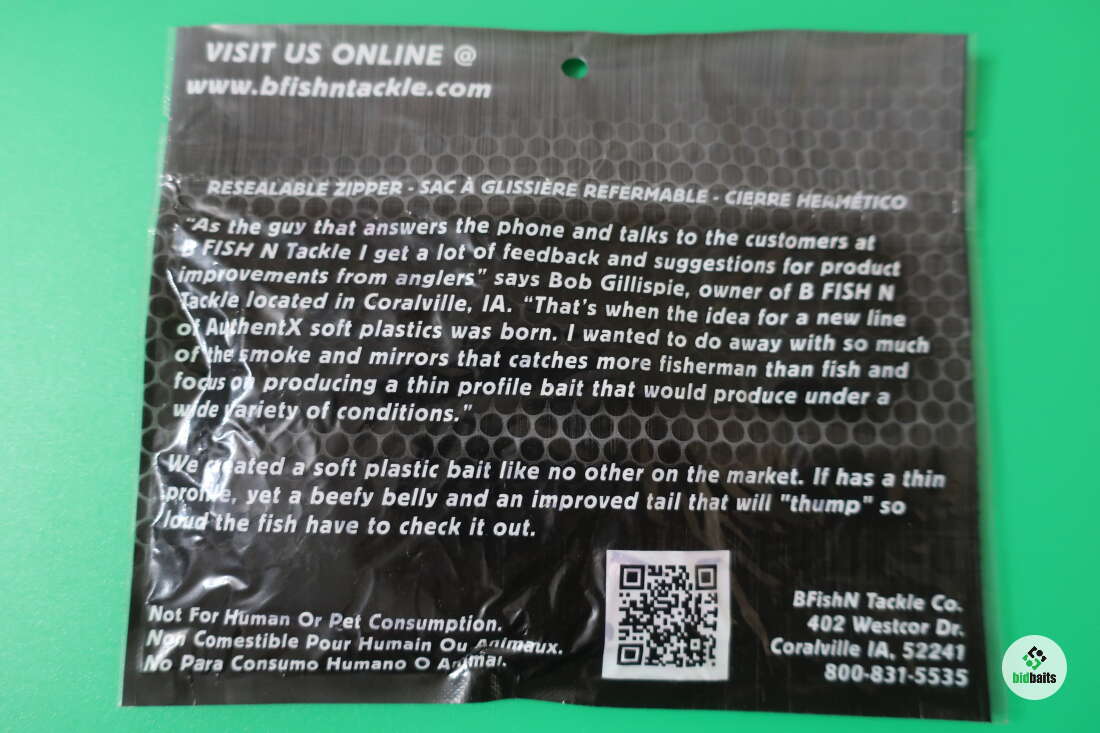 VISIT US ONLINE @
www.bfishntackle.com
RESEALABLE ZIPPER - SAC À GLISSIÈRE REFERMABLE - CIERRE HERMÉTICO
"As the guy that answers the phone and talks to the customers at
B FISH N Tackle I get a lot of feedback and suggestions for product
improvements from anglers" says Bob Gillispie, owner of B FISH N
Tackle located in Coralville, IA. "That's when the idea for a new line
of AuthentX soft plastics was born. I wanted to do away with so much
of the smoke and mirrors that catches more fisherman than fish and
focus on producing a thin profile bait that would produce under a
wide variety of conditions."
We created a soft plastic bait like no other on the market. If has a thin
profile, yet a beefy belly and an improved tail that will "thump" so
loud the fish have to check it out.
Not For Human Or Pet Consumption.
Non Comestible Pour Humain Ou Animaux.
No Para Consumo Humano O Animal.
BFishN Tackle Co.
402 Westcor Dr.
Coralville IA, 52241
800-831-5535
bidbaits